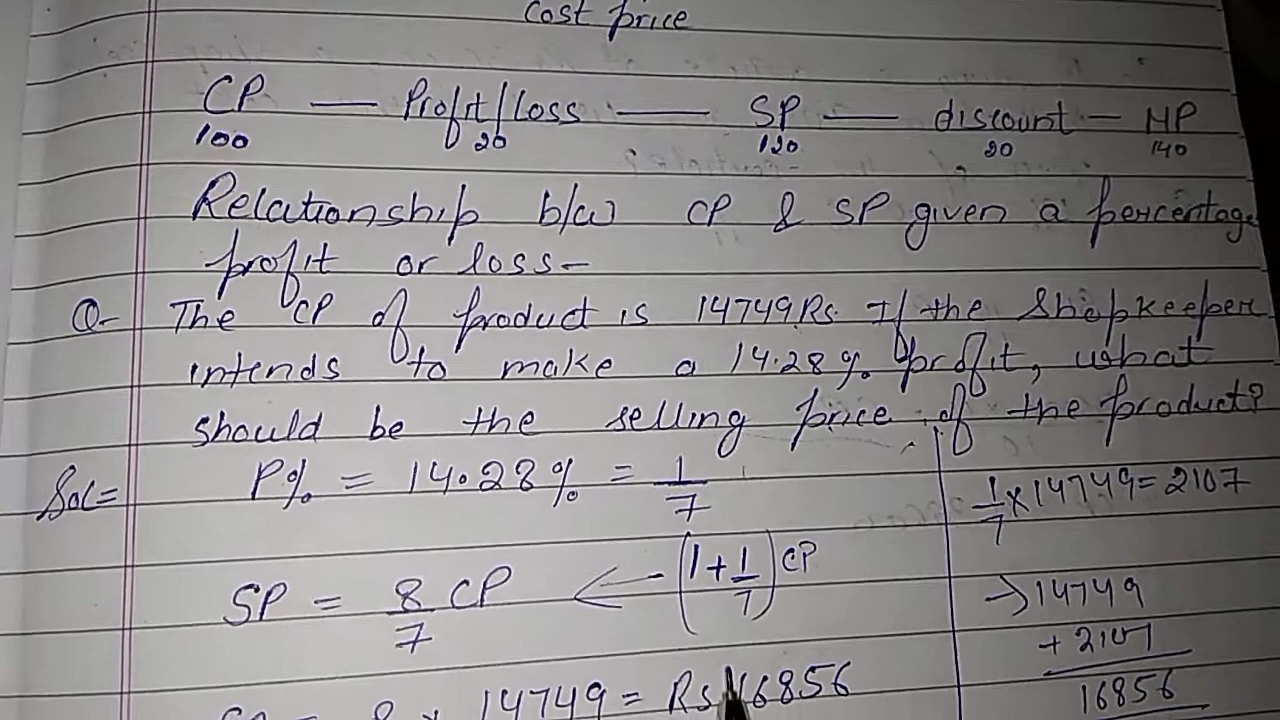 Cost price
CP — Profit/loss — SP — discount — MP
100 20 120 20 140
Relationship b/w CP & SP given a percentage
profit or loss-
Q- The CP of product is 14749 Rs. If the Shopkeeper
intends to make a 14.28% profit, what
should be the selling price of the product?
Sol= P% = 14.28% = 1/7
1/7 × 14749 = 2107
SP = 8/7 CP ← (1+1/7) CP
→ 14749
+ 2107
16856
14749 = Rs 16856